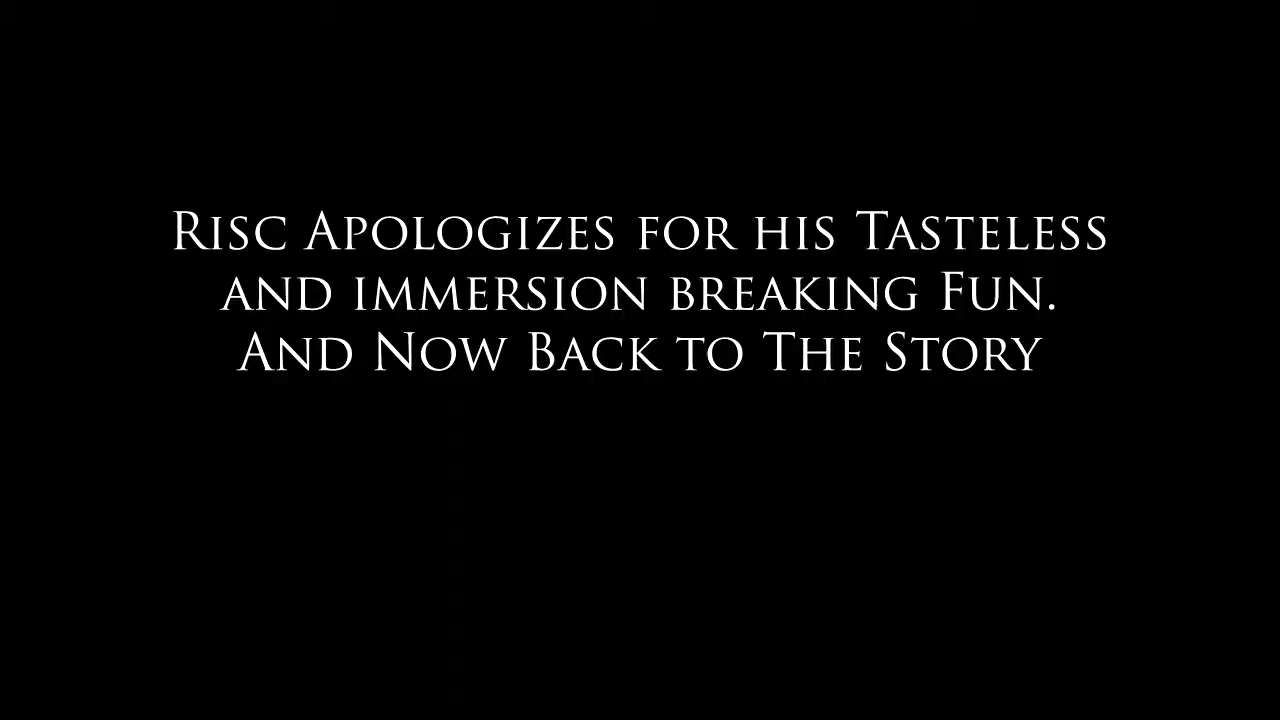 Risc Apologizes for his Tasteless
and immersion breaking Fun.
And Now Back to The Story